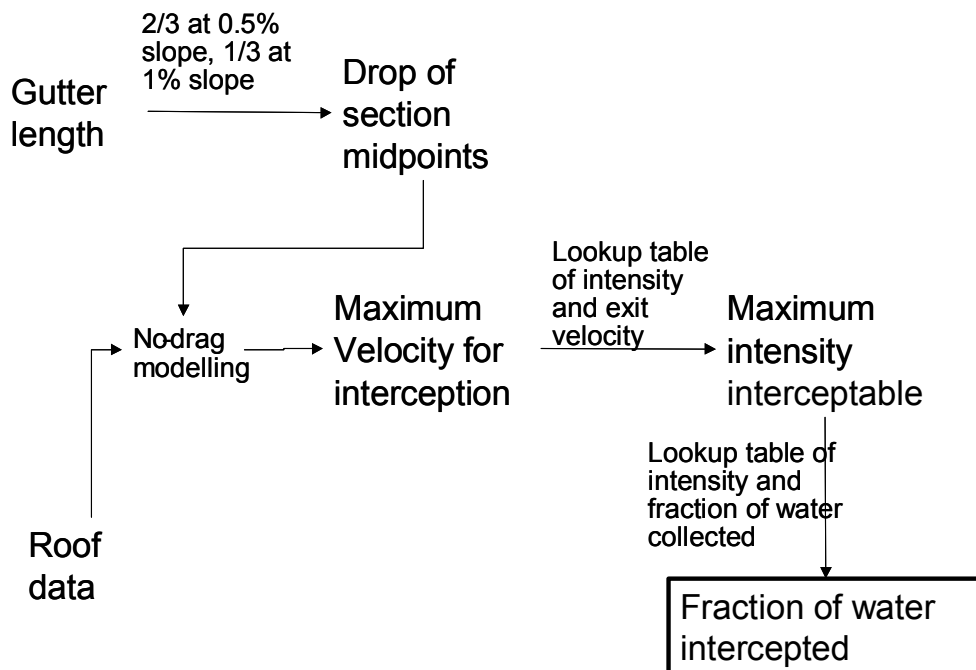 2/3 at 0.5%
slope, 1/3 at
1% slope
Gutter
length
Drop of
section
midpoints
Lookup table
of intensity
and exit
velocity
No-drag
modelling
Maximum
Velocity for
interception
Maximum
intensity
interceptable
Lookup table of
intensity and
fraction of water
collected
Roof
data
Fraction of water
intercepted